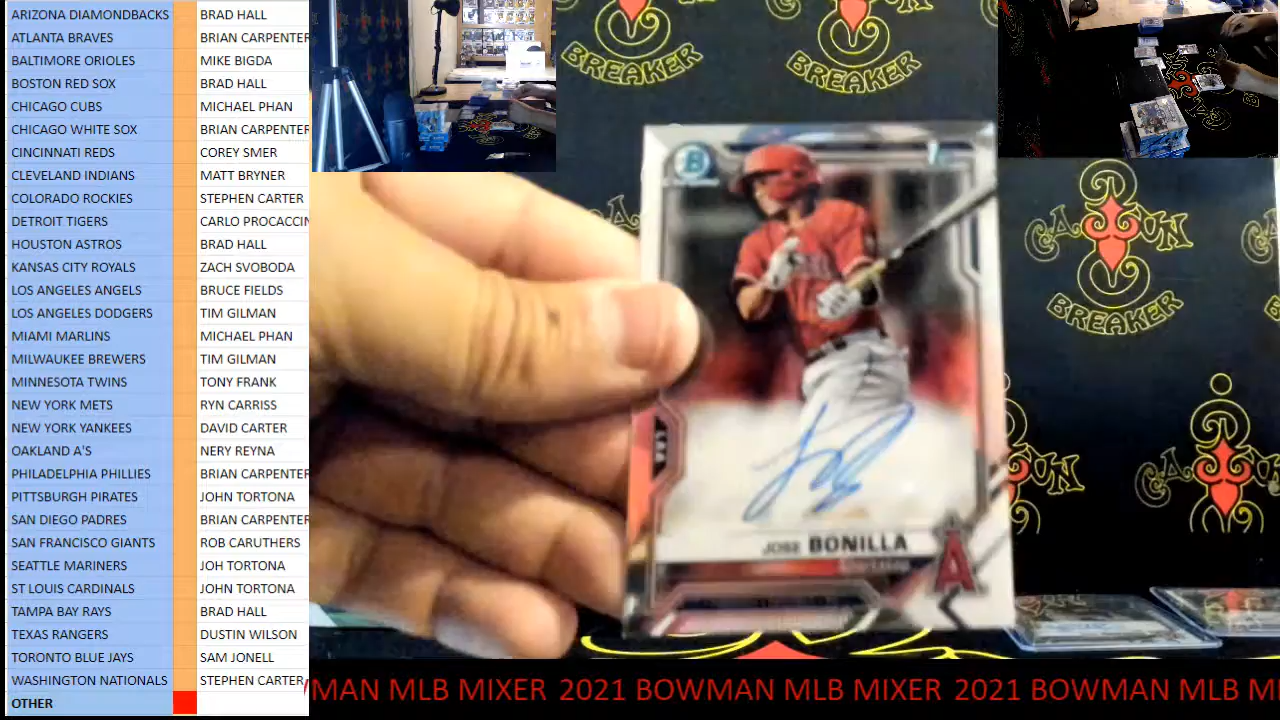 ARIZONA DIAMONDBACKS BRAD HALL
ATLANTA BRAVES BRIAN CARPENTER
BALTIMORE ORIOLES MIKE BIGDA
BOSTON RED SOX BRAD HALL
CHICAGO CUBS MICHAEL PHAN
CHICAGO WHITE SOX BRIAN CARPENTER
CINCINNATI REDS COREY SMER
CLEVELAND INDIANS MATT BRYNER
COLORADO ROCKIES STEPHEN CARTER
DETROIT TIGERS CARLO PROCACCIN
HOUSTON ASTROS BRAD HALL
KANSAS CITY ROYALS ZACH SVOBODA
LOS ANGELES ANGELS BRUCE FIELDS
LOS ANGELES DODGERS TIM GILMAN
MIAMI MARLINS MICHAEL PHAN
MILWAUKEE BREWERS TIM GILMAN
MINNESOTA TWINS TONY FRANK
NEW YORK METS RYN CARRISS
NEW YORK YANKEES DAVID CARTER
OAKLAND A'S NERY REYNA
PHILADELPHIA PHILLIES BRIAN CARPENTER
PITTSBURGH PIRATES JOHN TORTONA
SAN DIEGO PADRES BRIAN CARPENTER
SAN FRANCISCO GIANTS ROB CARUTHERS
SEATTLE MARINERS JOH TORTONA
ST LOUIS CARDINALS JOHN TORTONA
TAMPA BAY RAYS BRAD HALL
TEXAS RANGERS DUSTIN WILSON
TORONTO BLUE JAYS SAM JONELL
WASHINGTON NATIONALS STEPHEN CARTER
OTHER
BREAKER
BREAKER
B
JOSE BONILLA
A
CAJUN
BREAKER
CAJUN
MAN MLB MIXER 2021 BOWMAN MLB MIXER 2021 BOWMAN MLB M